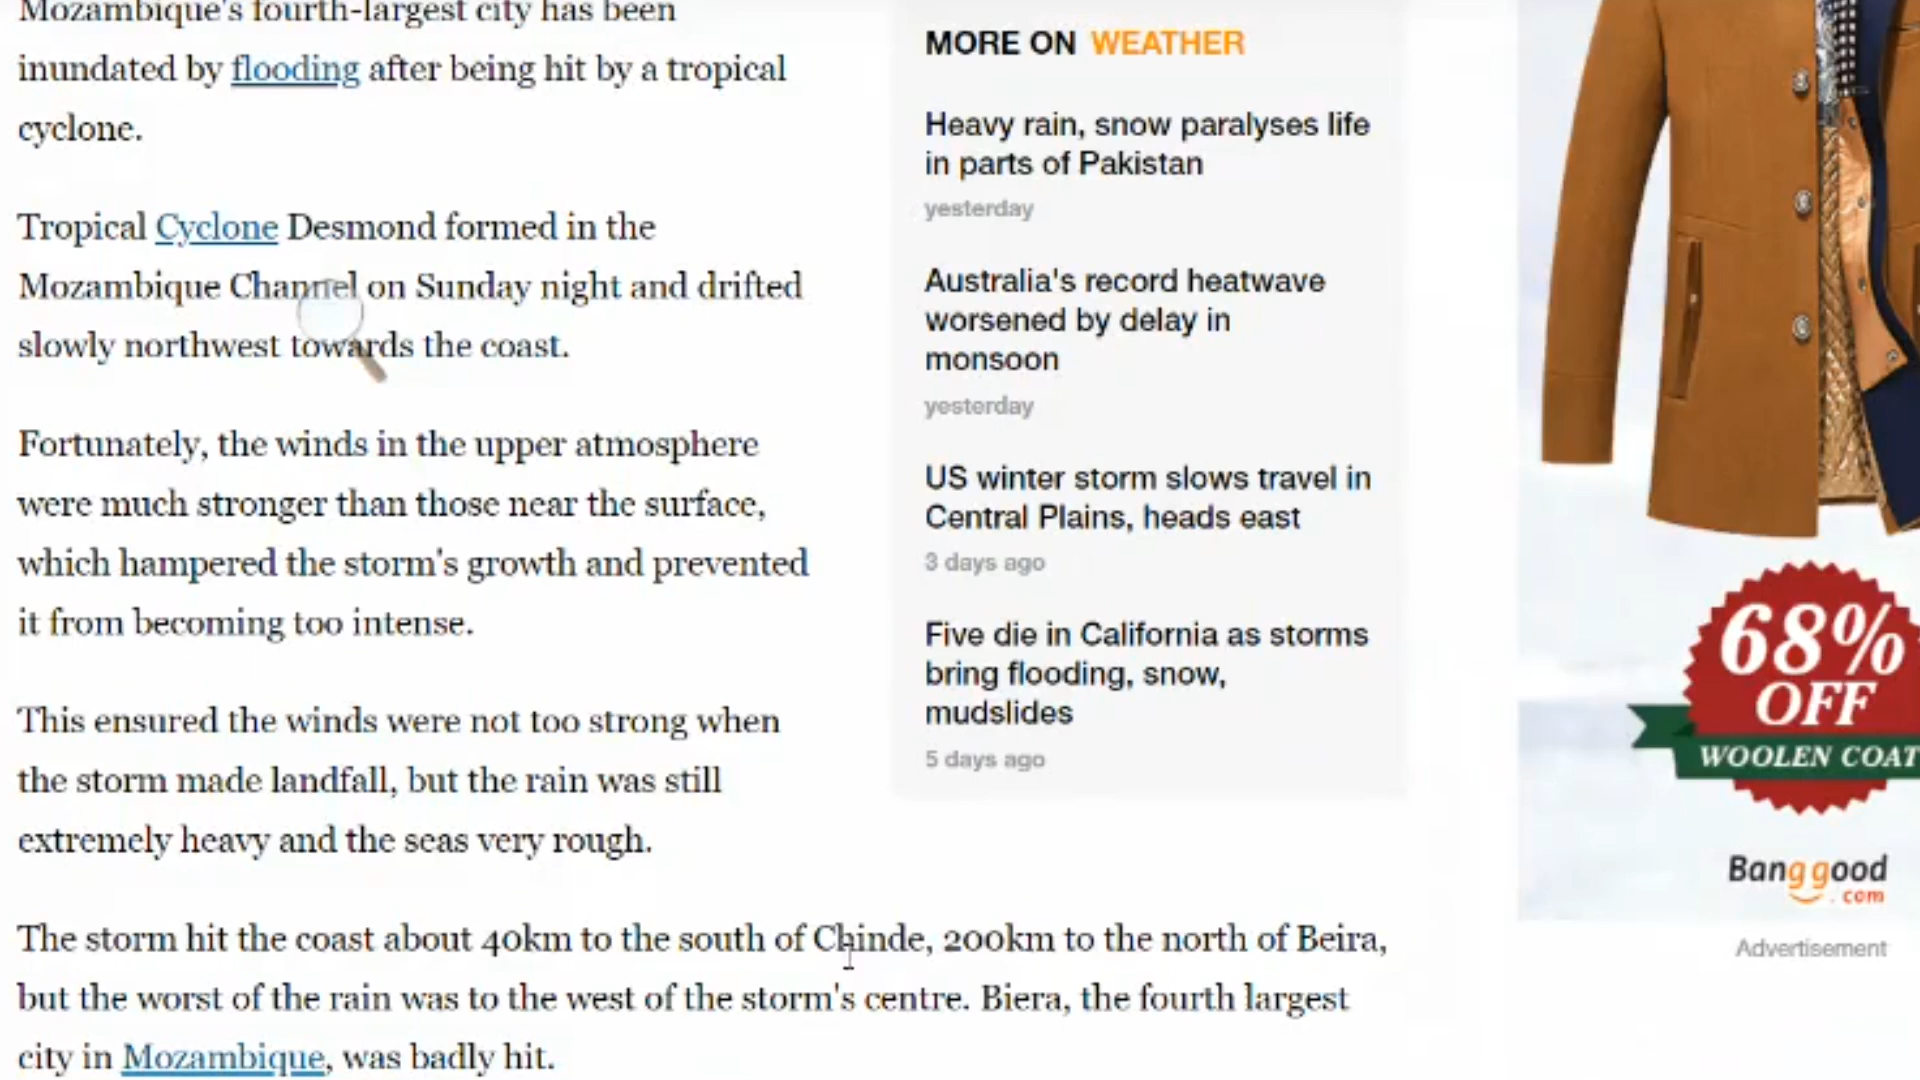 Mozambique's fourth-largest city has been
inundated by flooding after being hit by a tropical
cyclone.
Tropical Cyclone Desmond formed in the
Mozambique Channel on Sunday night and drifted
slowly northwest towards the coast.
Fortunately, the winds in the upper atmosphere
were much stronger than those near the surface,
which hampered the storm's growth and prevented
it from becoming too intense.
This ensured the winds were not too strong when
the storm made landfall, but the rain was still
extremely heavy and the seas very rough.
The storm hit the coast about 40km to the south of Chinde, 200km to the north of Beira,
but the worst of the rain was to the west of the storm's centre. Biera, the fourth largest
city in Mozambique, was badly hit.
MORE ON WEATHER
Heavy rain, snow paralyses life
in parts of Pakistan
yesterday
Australia's record heatwave
worsened by delay in
monsoon
yesterday
US winter storm slows travel in
Central Plains, heads east
3 days ago
Five die in California as storms
bring flooding, snow,
mudslides
5 days ago
68%
OFF
WOOLEN COAT
Banggood
.com
Advertisement